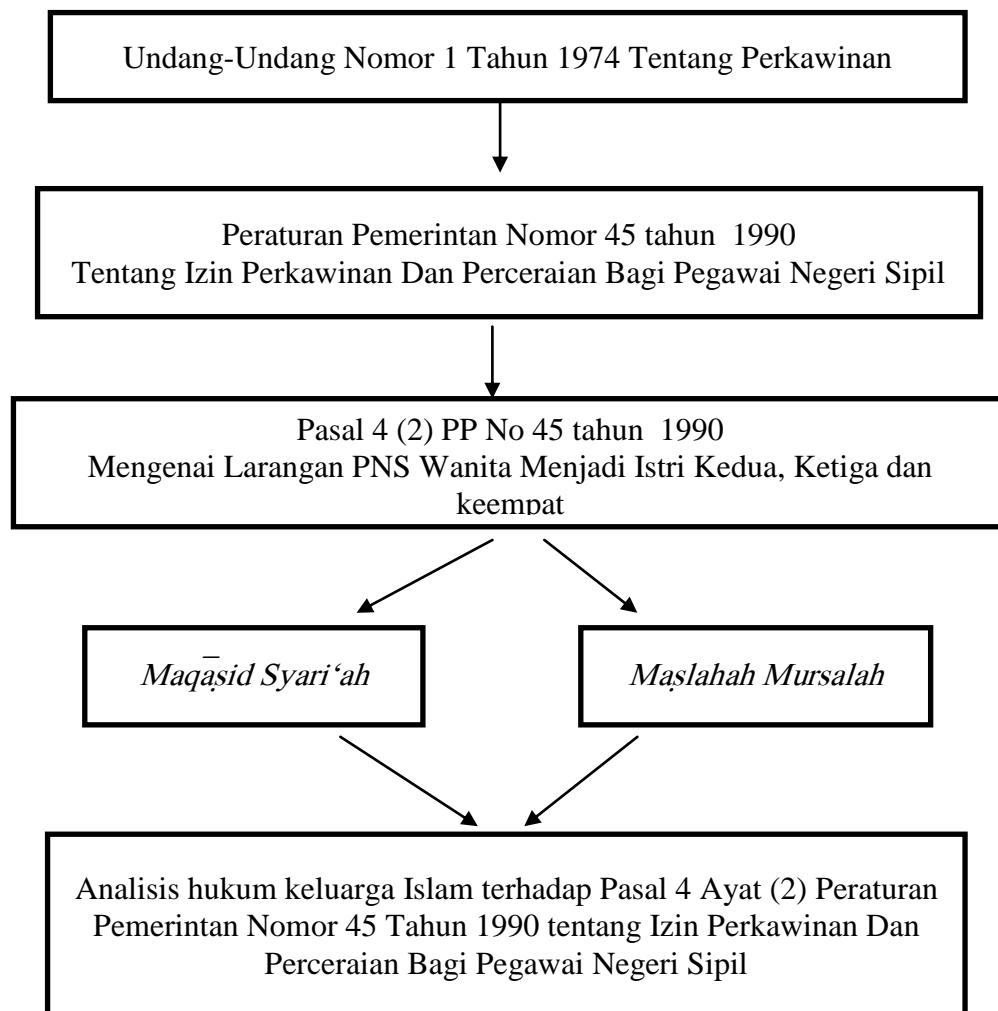 Undang-Undang Nomor 1 Tahun 1974 Tentang Perkawinan
Peraturan Pemerintan Nomor 45 tahun 1990
Tentang Izin Perkawinan Dan Perceraian Bagi Pegawai Negeri Sipil
Pasal 4 (2) PP No 45 tahun 1990
Mengenai Larangan PNS Wanita Menjadi Istri Kedua, Ketiga dan
keempat
Maqāṣid Syari‘ah
Maṣlahah Mursalah
Analisis hukum keluarga Islam terhadap Pasal 4 Ayat (2) Peraturan
Pemerintan Nomor 45 Tahun 1990 tentang Izin Perkawinan Dan
Perceraian Bagi Pegawai Negeri Sipil